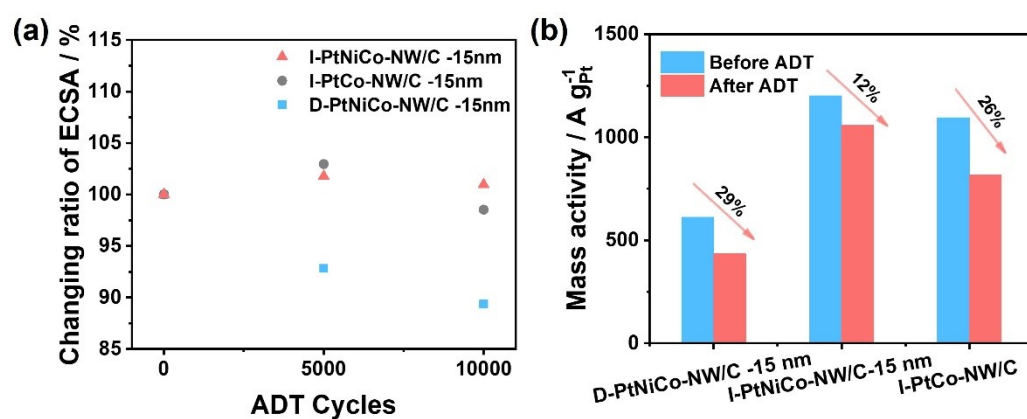 (a)
Changing ratio of ECSA / %
115
110
105
100
95
90
85
I-PtNiCo-NW/C -15nm
I-PtCo-NW/C -15nm
D-PtNiCo-NW/C -15nm
0
5000
10000
ADT Cycles
(b)
Mass activity / A g⁻¹Pt
1500
1000
500
0
Before ADT
After ADT
29%
12%
26%
D-PtNiCo-NW/C -15 nm
I-PtNiCo-NW/C-15 nm
I-PtCo-NW/C